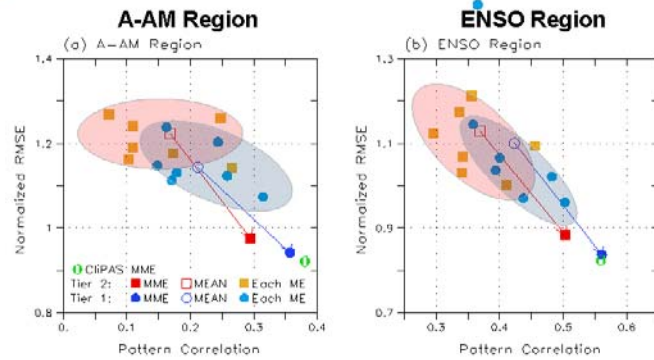 A-AM Region
ENSO Region
(a) A-AM Region
(b) ENSO Region
Normalized RMSE
1.4
1.2
1.
0.8
CliPAS MME
Tier 2: MME MEAN Each ME
Tier 1: MME MEAN Each ME
0. 0.1 0.2 0.3 0.4
Pattern Correlation
Normalized RMSE
1.3
1.1
0.9
0.7
0.3 0.4 0.5 0.6
Pattern Correlation